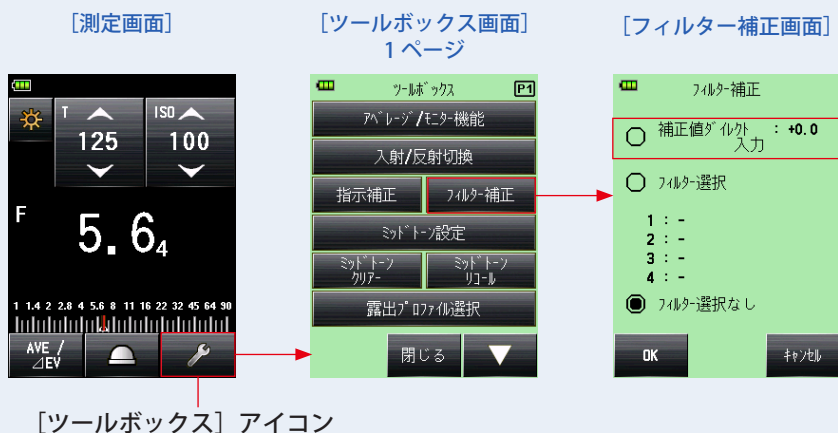 ［測定画面］
T
125
ISO
100
F
5.6₄
1 1.4 2 2.8 4 5.6 8 11 16 22 32 45 64 90
AVE /
⊿EV
［ツールボックス］アイコン
［ツールボックス画面］
1 ページ
ﾂｰﾙﾎﾞｯｸｽ P1
ｱﾍﾞﾚｰｼﾞ/ﾓﾆﾀｰ機能
入射/反射切換
指示補正 ﾌｨﾙﾀｰ補正
ﾐｯﾄﾞﾄｰﾝ設定
ﾐｯﾄﾞﾄｰﾝ
ｸﾘｱｰ
ﾐｯﾄﾞﾄｰﾝ
ﾘｺｰﾙ
露出ﾌﾟﾛﾌｧｲﾙ選択
閉じる
［フィルター補正画面］
ﾌｨﾙﾀｰ補正
補正値ﾀﾞｲﾚｸﾄ : +0.0
入力
ﾌｨﾙﾀｰ選択
1 : -
2 : -
3 : -
4 : -
ﾌｨﾙﾀｰ選択なし
OK ｷｬﾝｾﾙ